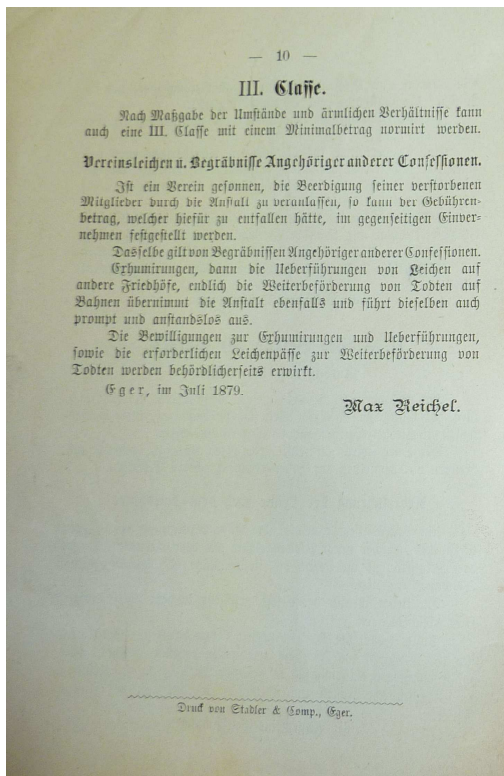 — 10 —
III. Classe.
Nach Maßgabe der Umstände und ärmlichen Verhältnisse kann
auch eine III. Classe mit einem Minimalbetrag normirt werden.
Vereinsleichen u. Begräbnisse Angehöriger anderer Confessionen.
Ist ein Verein gesonnen, die Beerdigung seiner verstorbenen
Mitglieder durch die Anstalt zu veranlassen, so kann der Gebühren-
betrag, welcher hiefür zu entfallen hätte, im gegenseitigen Einver-
nehmen festgestellt werden.
Dasselbe gilt von Begräbnissen Angehöriger anderer Confessionen.
Exhumirungen, dann die Ueberführungen von Leichen auf
andere Friedhöfe, endlich die Weiterbeförderung von Todten auf
Bahnen übernimmt die Anstalt ebenfalls und führt dieselben auch
prompt und anstandslos aus.
Die Bewilligungen zur Exhumirungen und Ueberführungen,
sowie die erforderlichen Leichenpässe zur Weiterbeförderung von
Todten werden behördlicherseits erwirkt.
Eger, im Juli 1879.
Max Reichel.
Druck von Stadler & Comp., Eger.